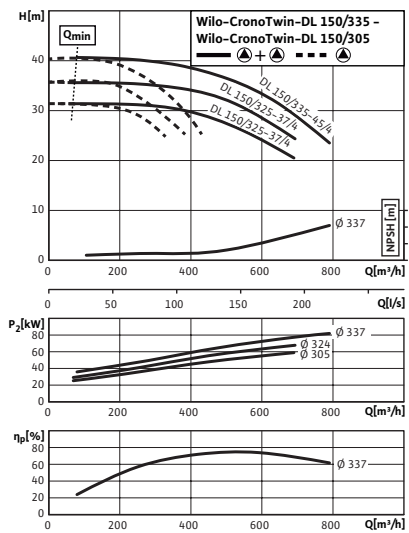 H[m]
Wilo-CronoTwin-DL 150/335 –
Wilo-CronoTwin-DL 150/305
+
Qmin
40
30
20
10
0
DL 150/335-45/4
DL 150/325-37/4
DL 150/325-37/4
NPSH [m]
Ø 337
0 200 400 600 800 Q[m³/h]
0 50 100 150 200 Q[l/s]
P₂[kW]
80
60
40
20
0
Ø 337
Ø 324
Ø 305
0 200 400 600 800 Q[m³/h]
ηp[%]
80
60
40
20
0
Ø 337
0 200 400 600 800 Q[m³/h]